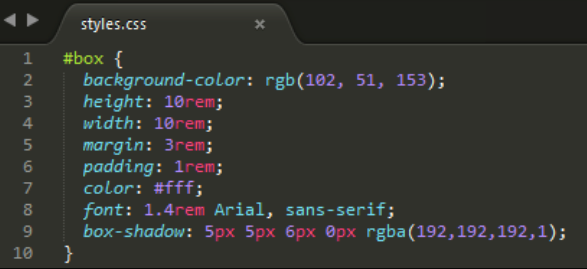 styles.css ×
1 #box {
2 background-color: rgb(102, 51, 153);
3 height: 10rem;
4 width: 10rem;
5 margin: 3rem;
6 padding: 1rem;
7 color: #fff;
8 font: 1.4rem Arial, sans-serif;
9 box-shadow: 5px 5px 6px 0px rgba(192,192,192,1);
10 }